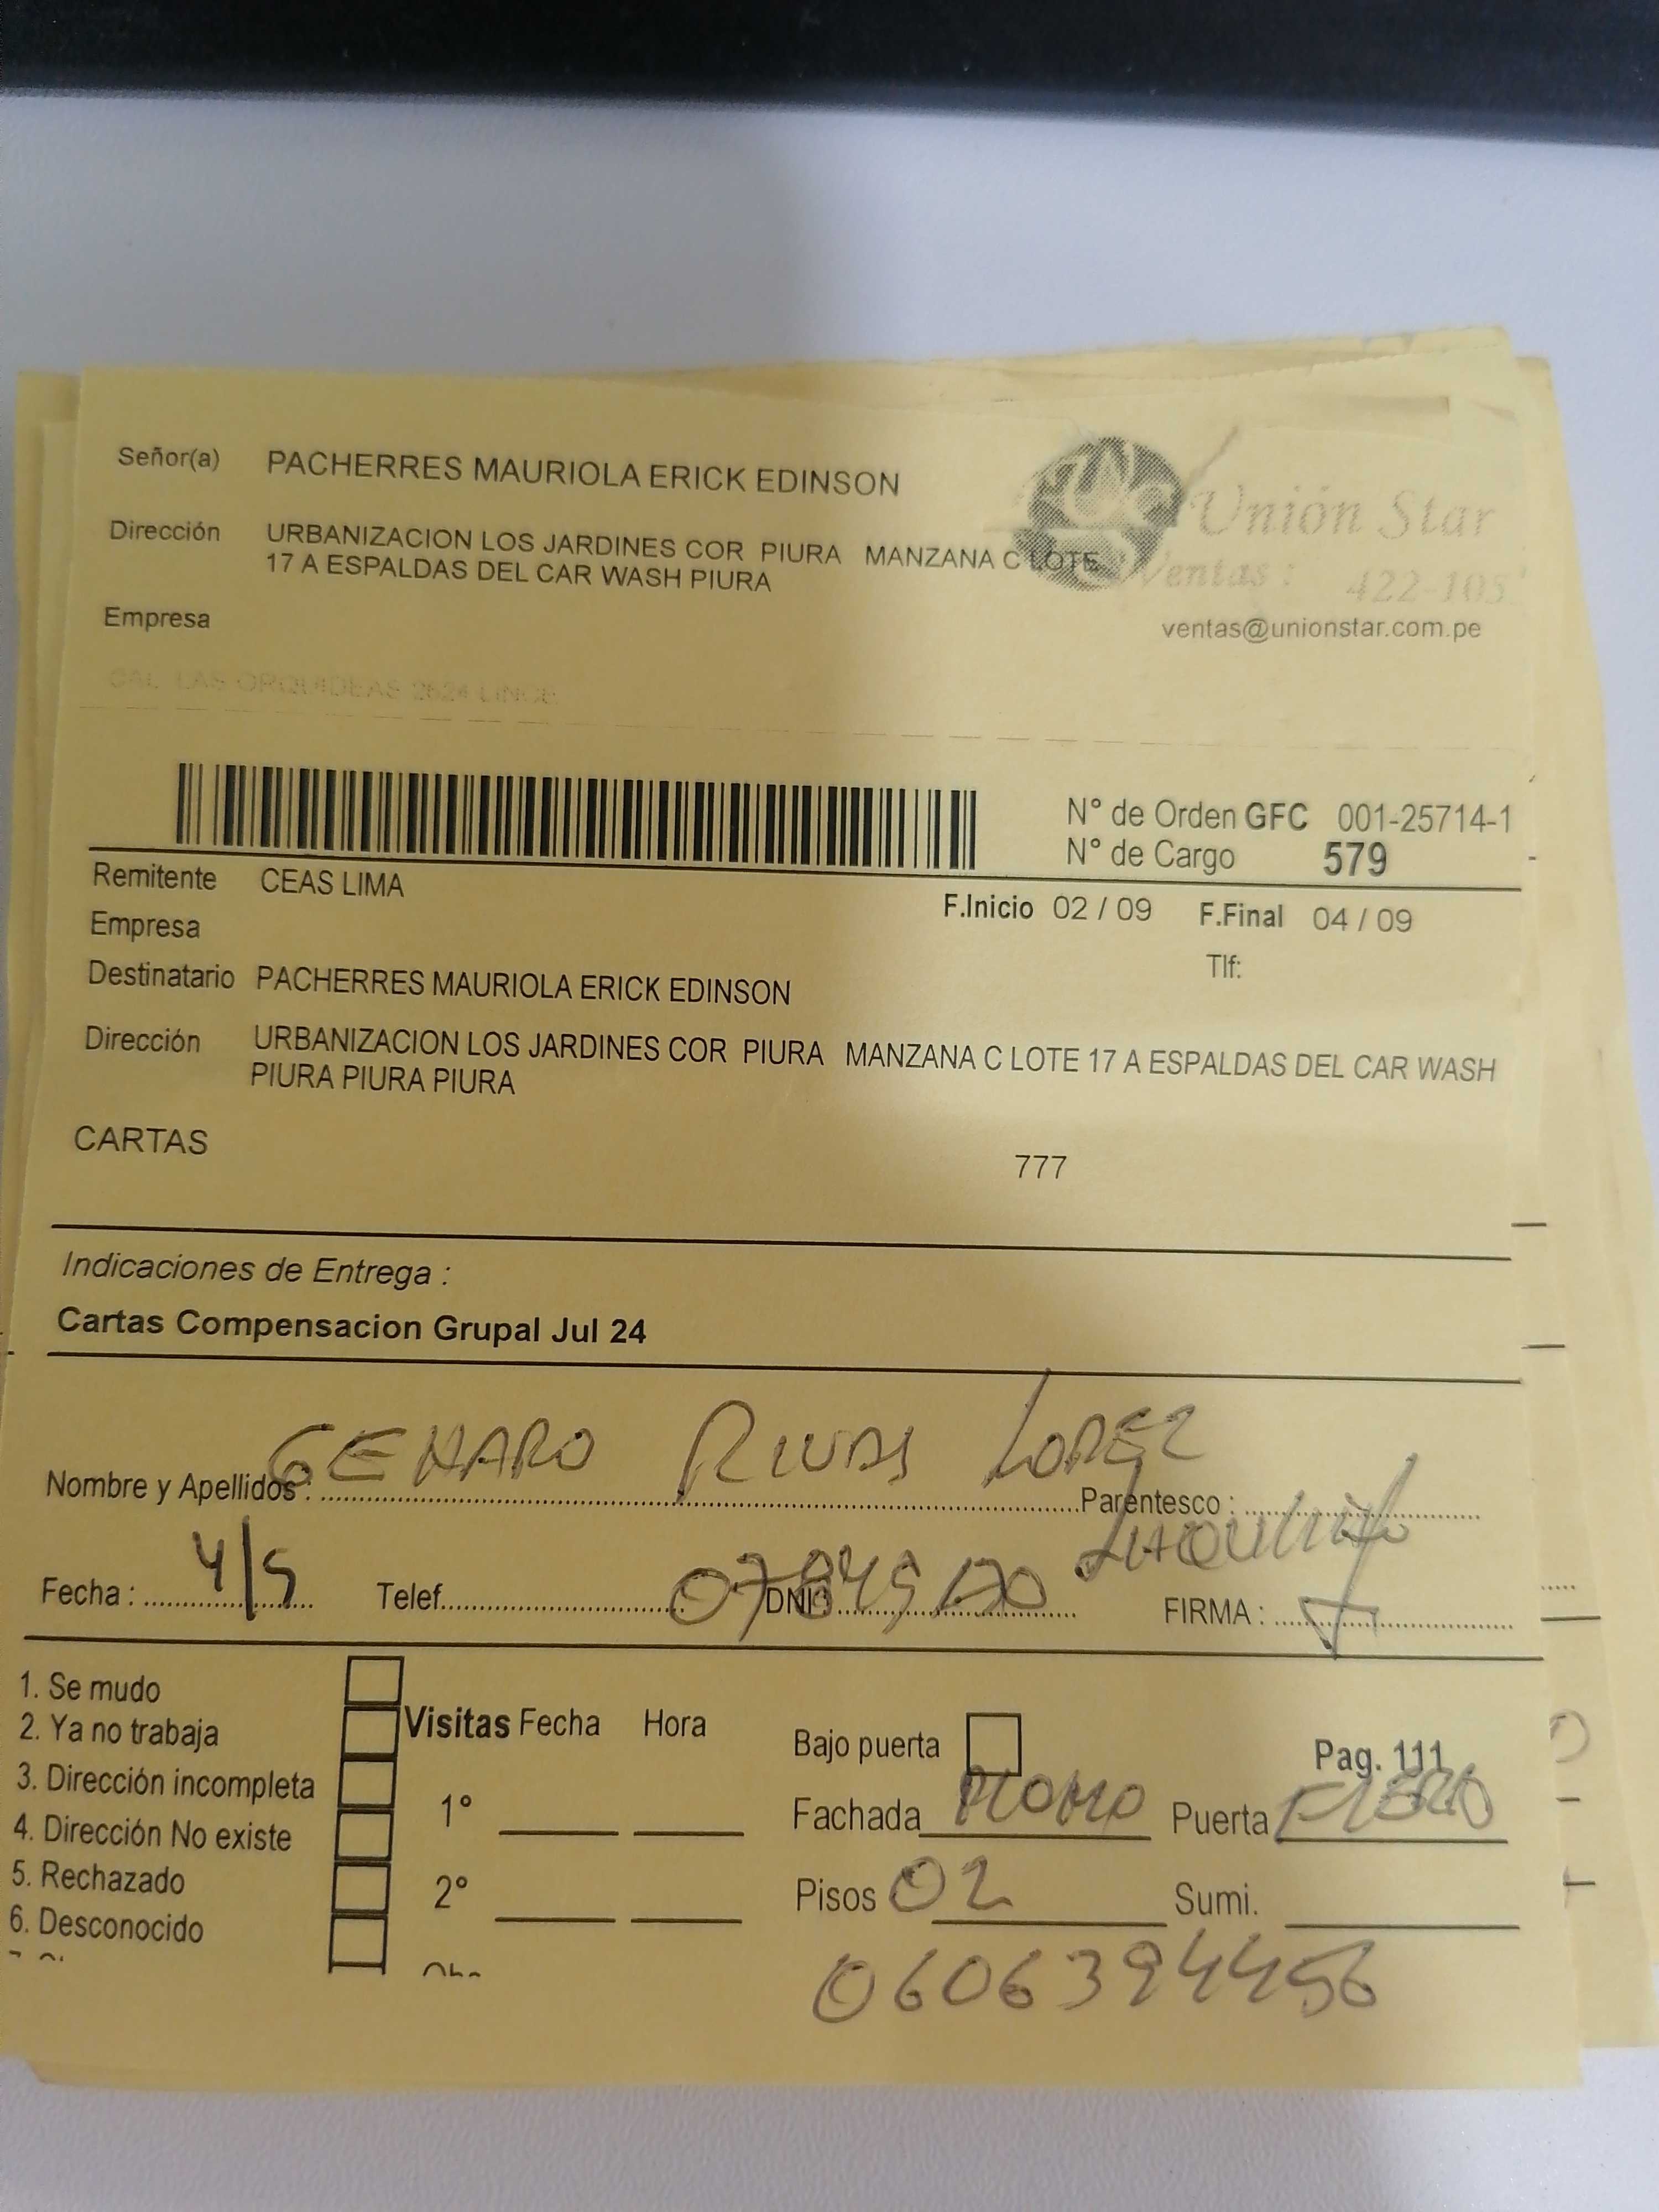 Señor(a) PACHERRES MAURIOLA ERICK EDINSON
Dirección URBANIZACION LOS JARDINES COR PIURA MANZANA C LOTE
17 A ESPALDAS DEL CAR WASH PIURA
Unión Star
Ventas : 422-105
ventas@unionstar.com.pe
Empresa
CAL LAS ORQUIDEAS 2624 LINCE
N° de Orden GFC 001-25714-1
N° de Cargo 579
Remitente CEAS LIMA
F.Inicio 02 / 09 F.Final 04 / 09
Empresa
Tlf:
Destinatario PACHERRES MAURIOLA ERICK EDINSON
Dirección URBANIZACION LOS JARDINES COR PIURA MANZANA C LOTE 17 A ESPALDAS DEL CAR WASH
PIURA PIURA PIURA
CARTAS
777
Indicaciones de Entrega :
Cartas Compensacion Grupal Jul 24
Nombre y Apellidos : GENARO RIVAS LOPEZ Parentesco :
Fecha : Telef. DNI: FIRMA :
1. Se mudo
2. Ya no trabaja
3. Dirección incompleta
4. Dirección No existe
5. Rechazado
6. Desconocido
Visitas Fecha Hora
1°
2°
Bajo puerta Pag. 111
Fachada PLOMO Puerta FIERRO
Pisos 02 Sumi.
0606394456